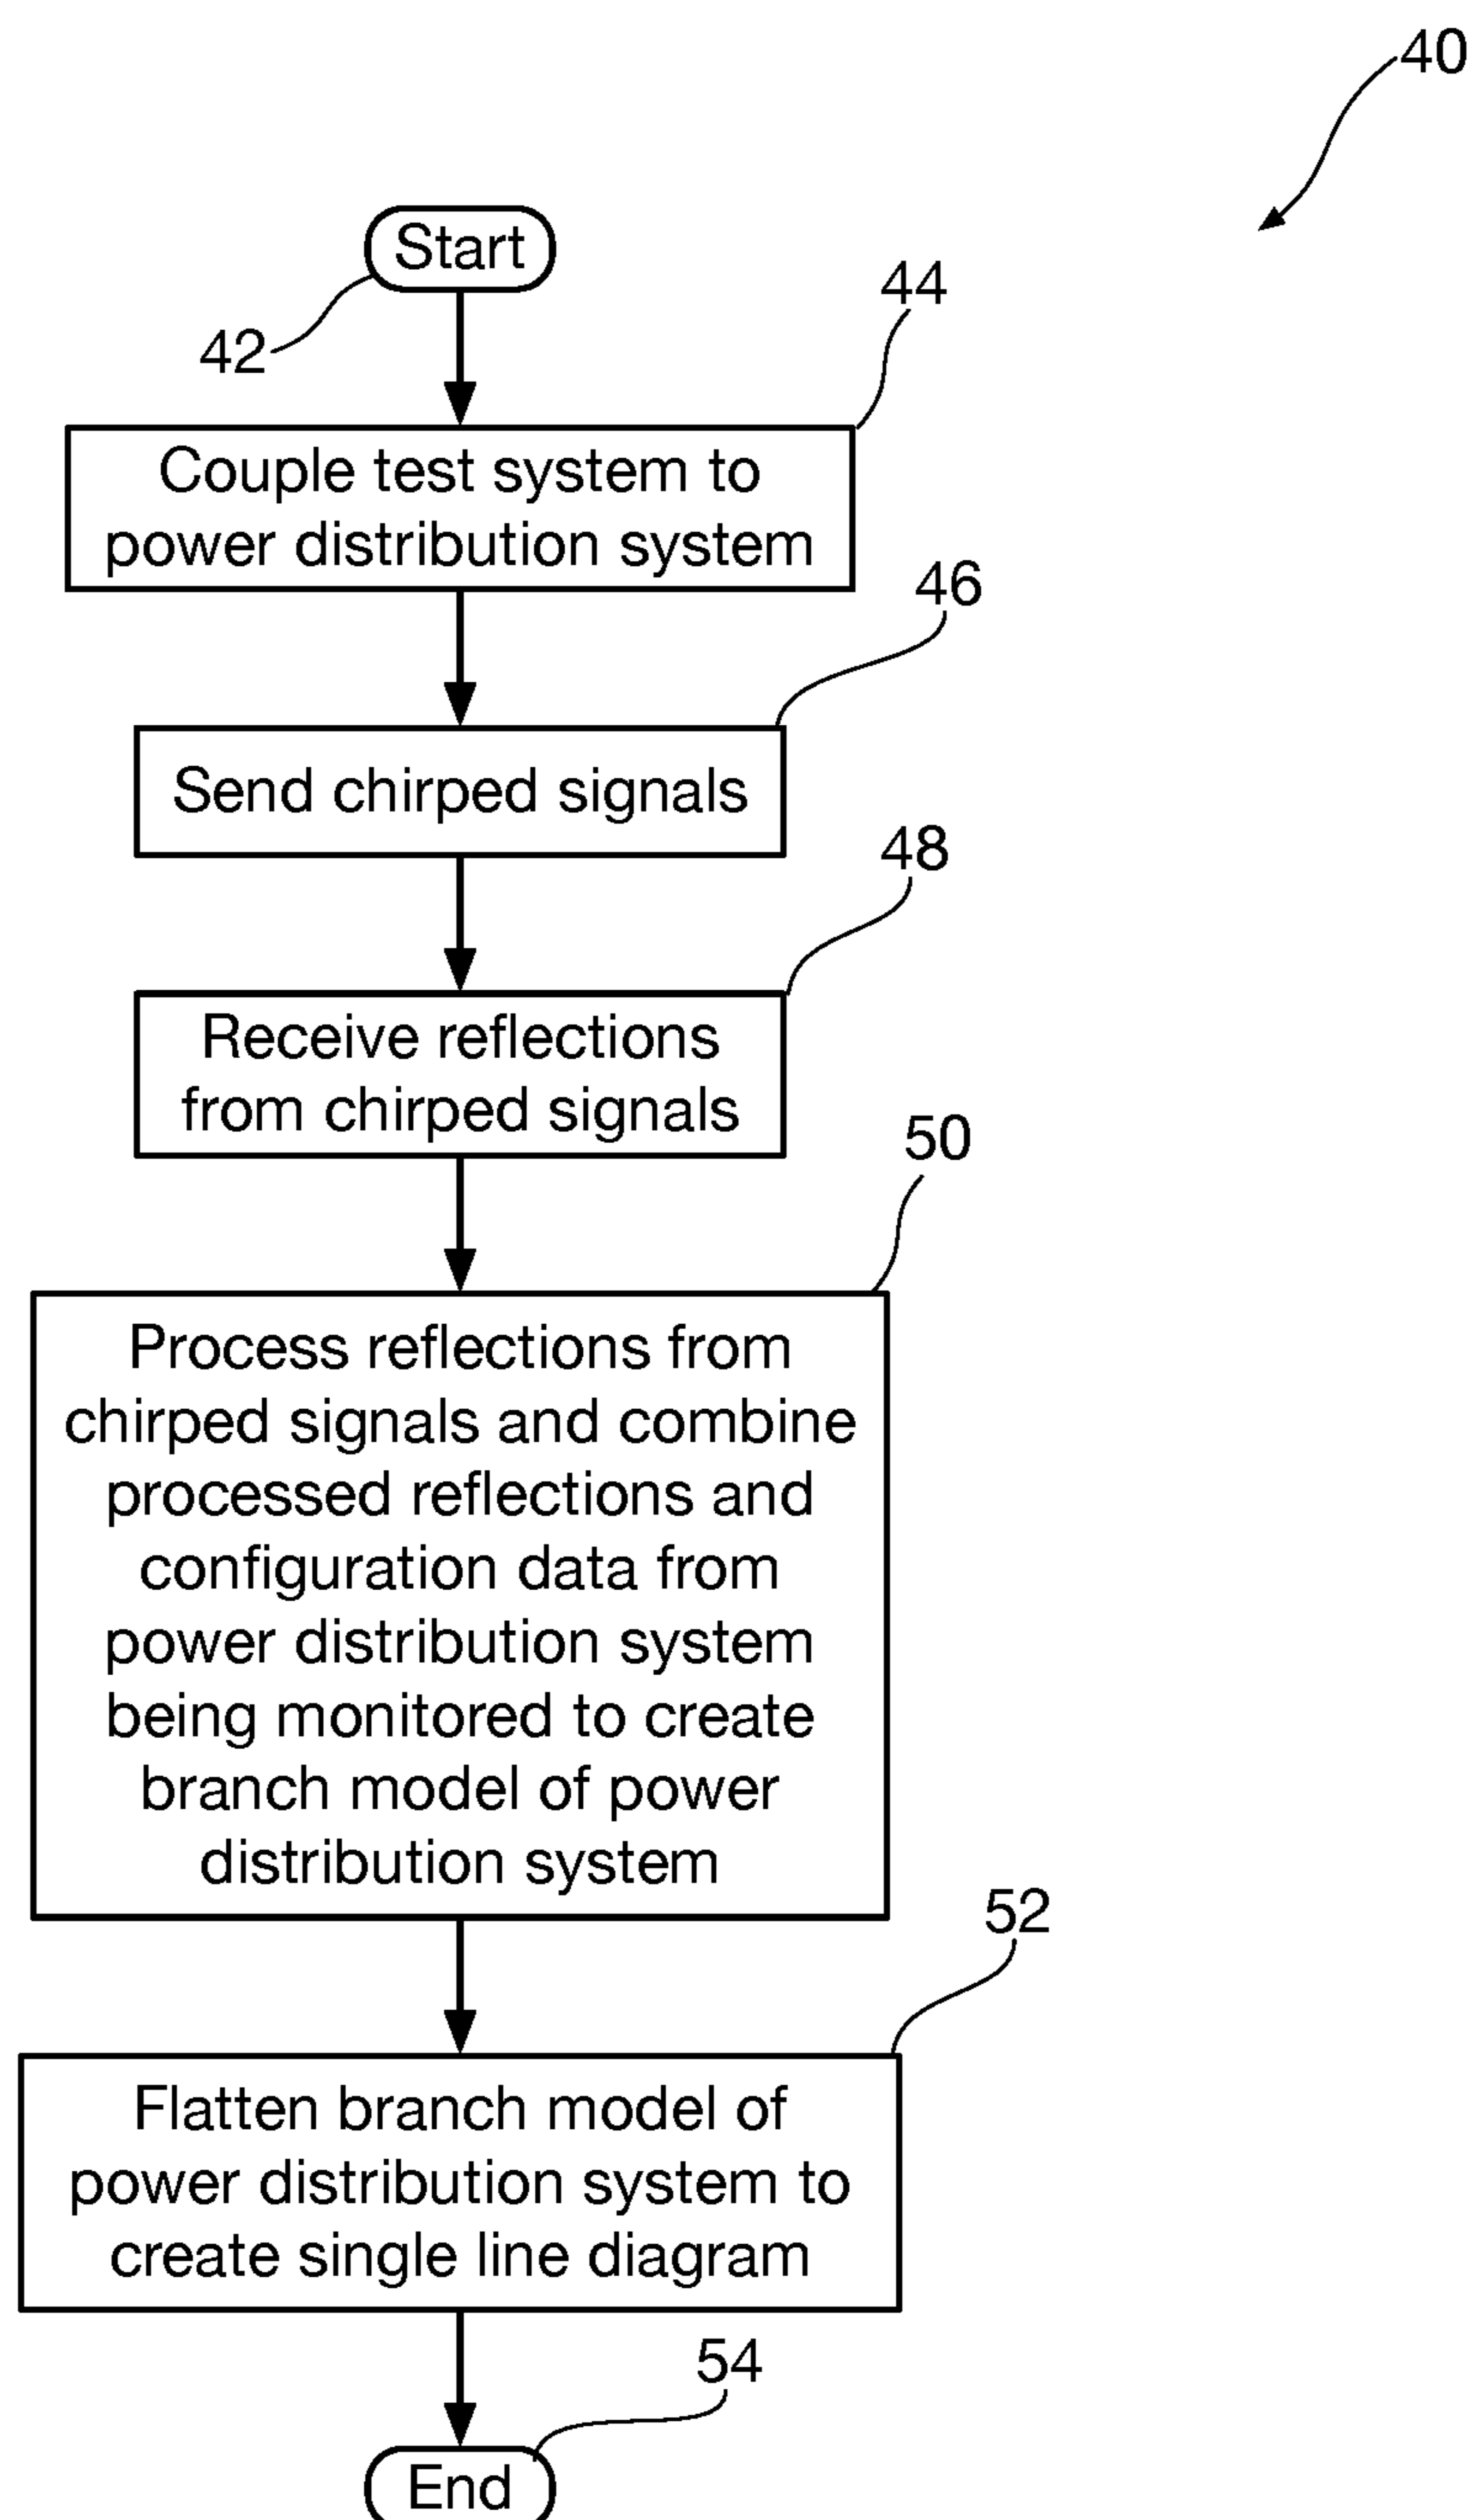 40
Start
42
44
Couple test system to
power distribution system
46
Send chirped signals
48
Receive reflections
from chirped signals
50
Process reflections from
chirped signals and combine
processed reflections and
configuration data from
power distribution system
being monitored to create
branch model of power
distribution system
52
Flatten branch model of
power distribution system to
create single line diagram
54
End